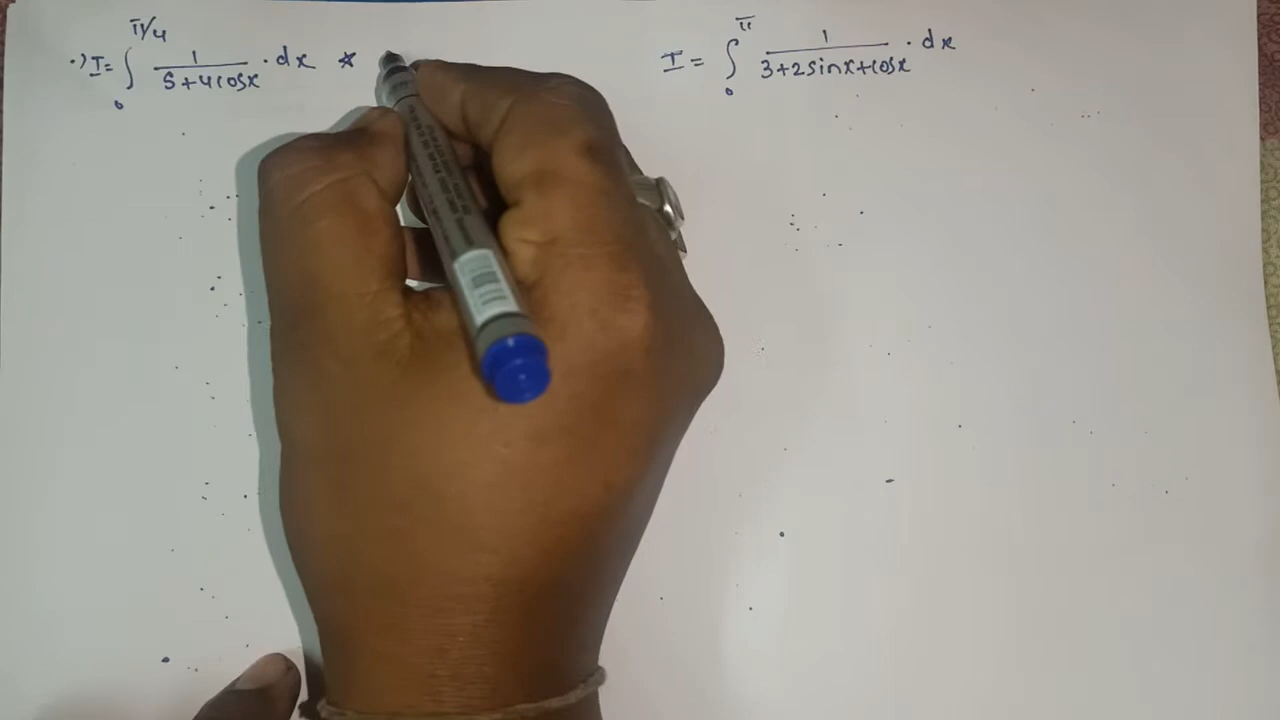 ·) I = ∫₀^π/4 1/(5+4cosx) · dx *
I = ∫₀^π 1/(3+2sinx+cosx) · dx